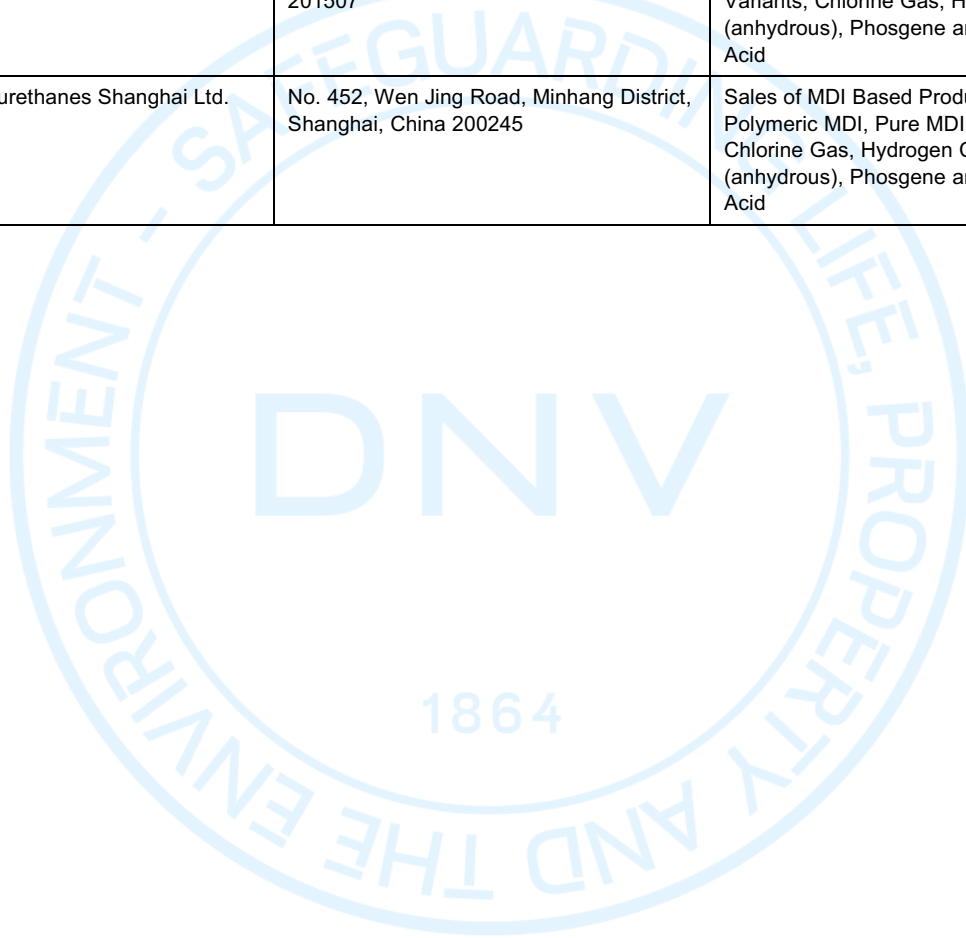 201507
Variants, Chlorine Gas, H
(anhydrous), Phosgene a
Acid
urethanes Shanghai Ltd.
No. 452, Wen Jing Road, Minhang District,
Shanghai, China 200245
Sales of MDI Based Produ
Polymeric MDI, Pure MDI
Chlorine Gas, Hydrogen
(anhydrous), Phosgene a
Acid
SAFEGUARDING LIFE, PROPERTY AND THE ENVIRONMENT -
DNV
1864